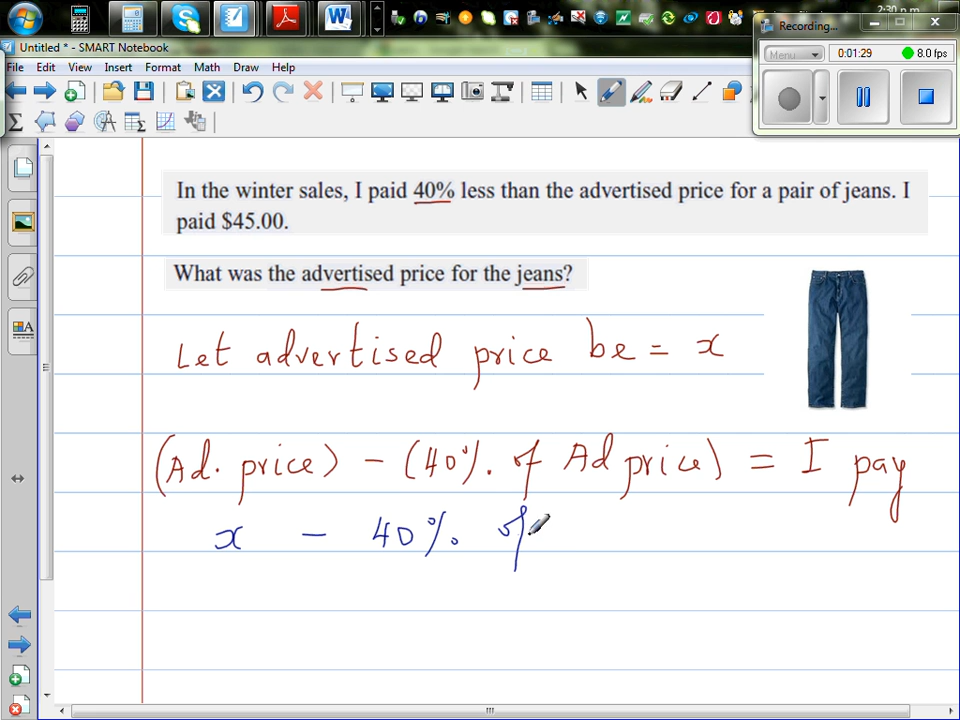 2:30 p.m.
Recording...
Untitled * - SMART Notebook
Menu
0:01:29
8.0 fps
File Edit View Insert Format Math Draw Help
In the winter sales, I paid 40% less than the advertised price for a pair of jeans. I
paid $45.00.
What was the advertised price for the jeans?
Let advertised price be = x
(Ad. price) - (40% of Ad price) = I pay
x - 40% of